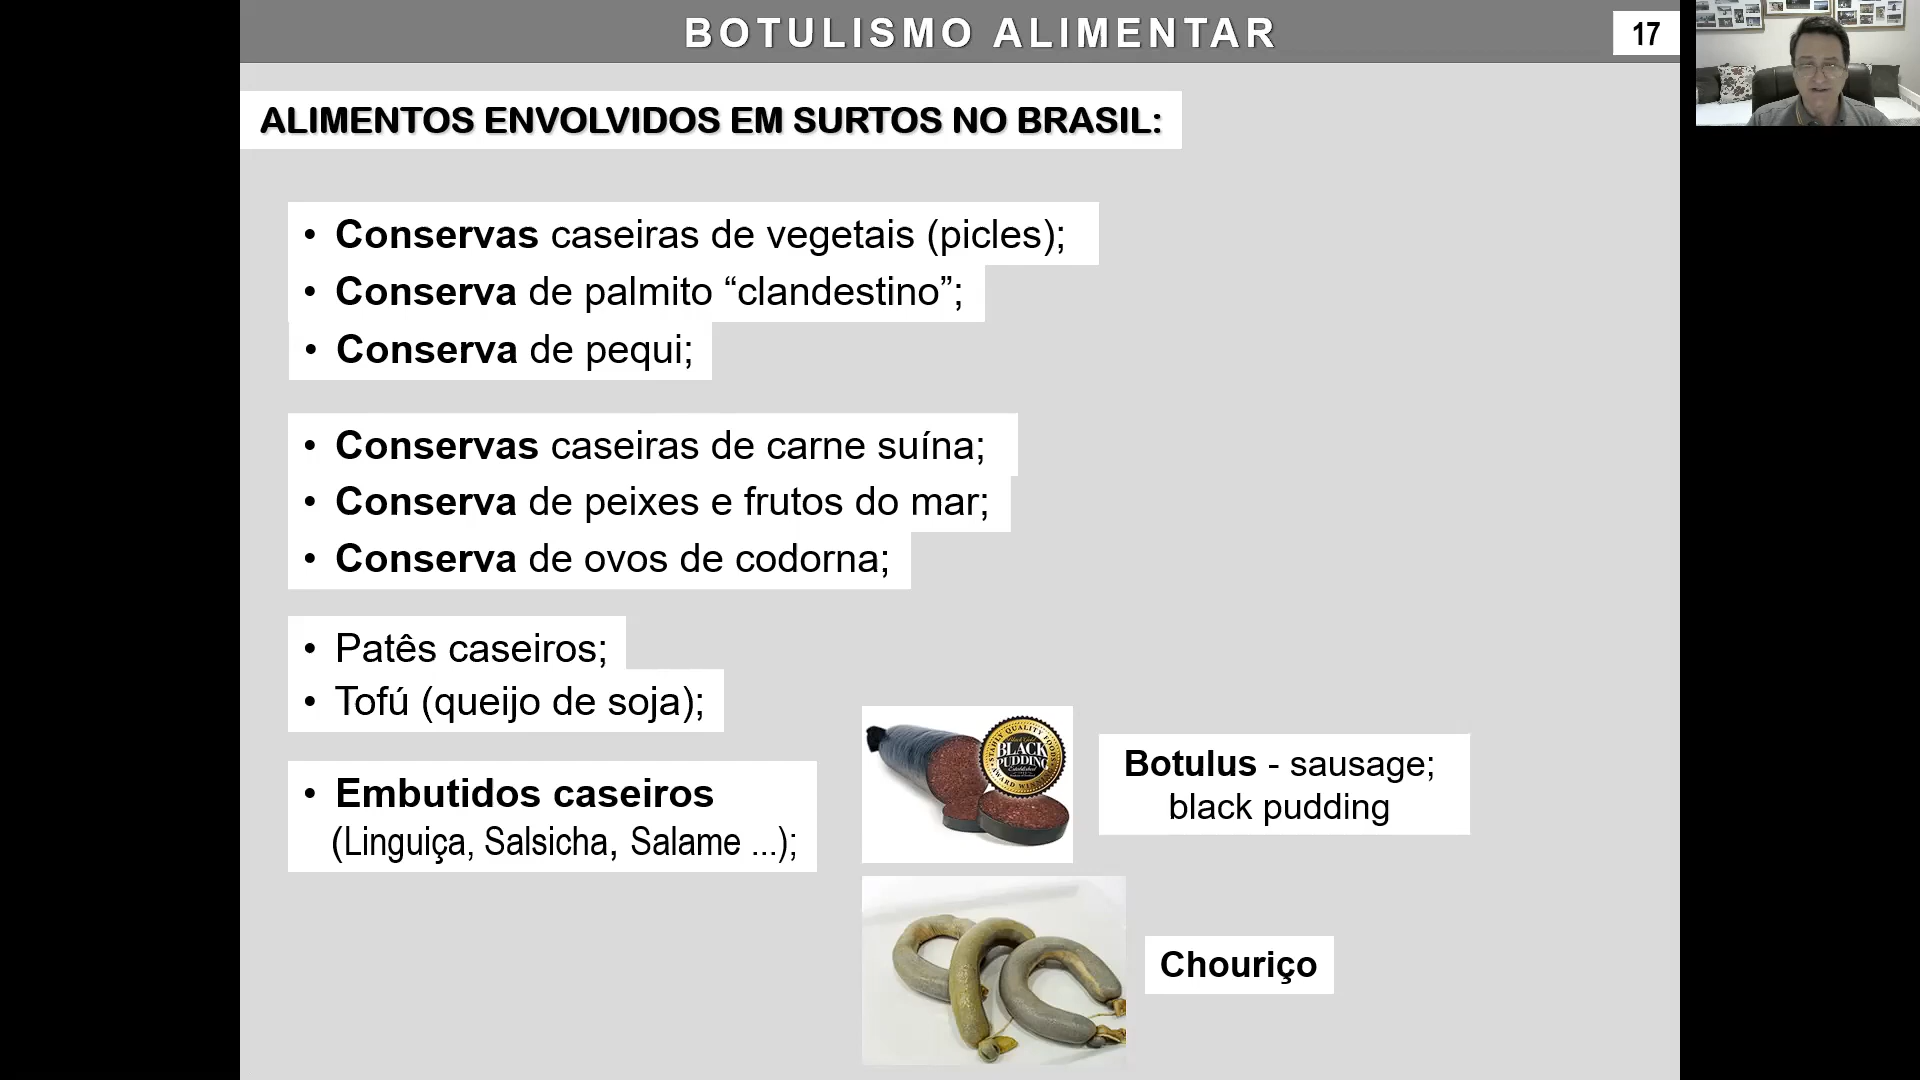 BOTULISMO ALIMENTAR
17
ALIMENTOS ENVOLVIDOS EM SURTOS NO BRASIL:
• Conservas caseiras de vegetais (picles);
• Conserva de palmito “clandestino”;
• Conserva de pequi;
• Conservas caseiras de carne suína;
• Conserva de peixes e frutos do mar;
• Conserva de ovos de codorna;
• Patês caseiros;
• Tofú (queijo de soja);
• Embutidos caseiros
(Linguiça, Salsicha, Salame ...);
QUALITY FOODS
BLACK
PUDDING
Botulus - sausage;
black pudding
Chouriço